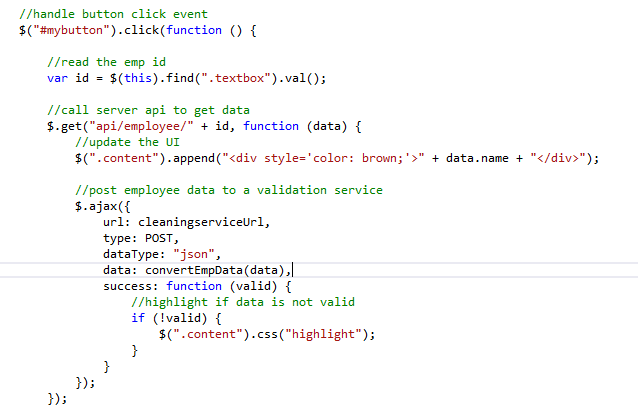 //handle button click event
$("#mybutton").click(function () {
//read the emp id
var id = $(this).find(".textbox").val();
//call server api to get data
$.get("api/employee/" + id, function (data) {
//update the UI
$(".content").append("<div style='color: brown;'>" + data.name + "</div>");
//post employee data to a validation service
$.ajax({
url: cleaningserviceUrl,
type: POST,
dataType: "json",
data: convertEmpData(data),
success: function (valid) {
//highlight if data is not valid
if (!valid) {
$(".content").css("highlight");
}
}
});
});